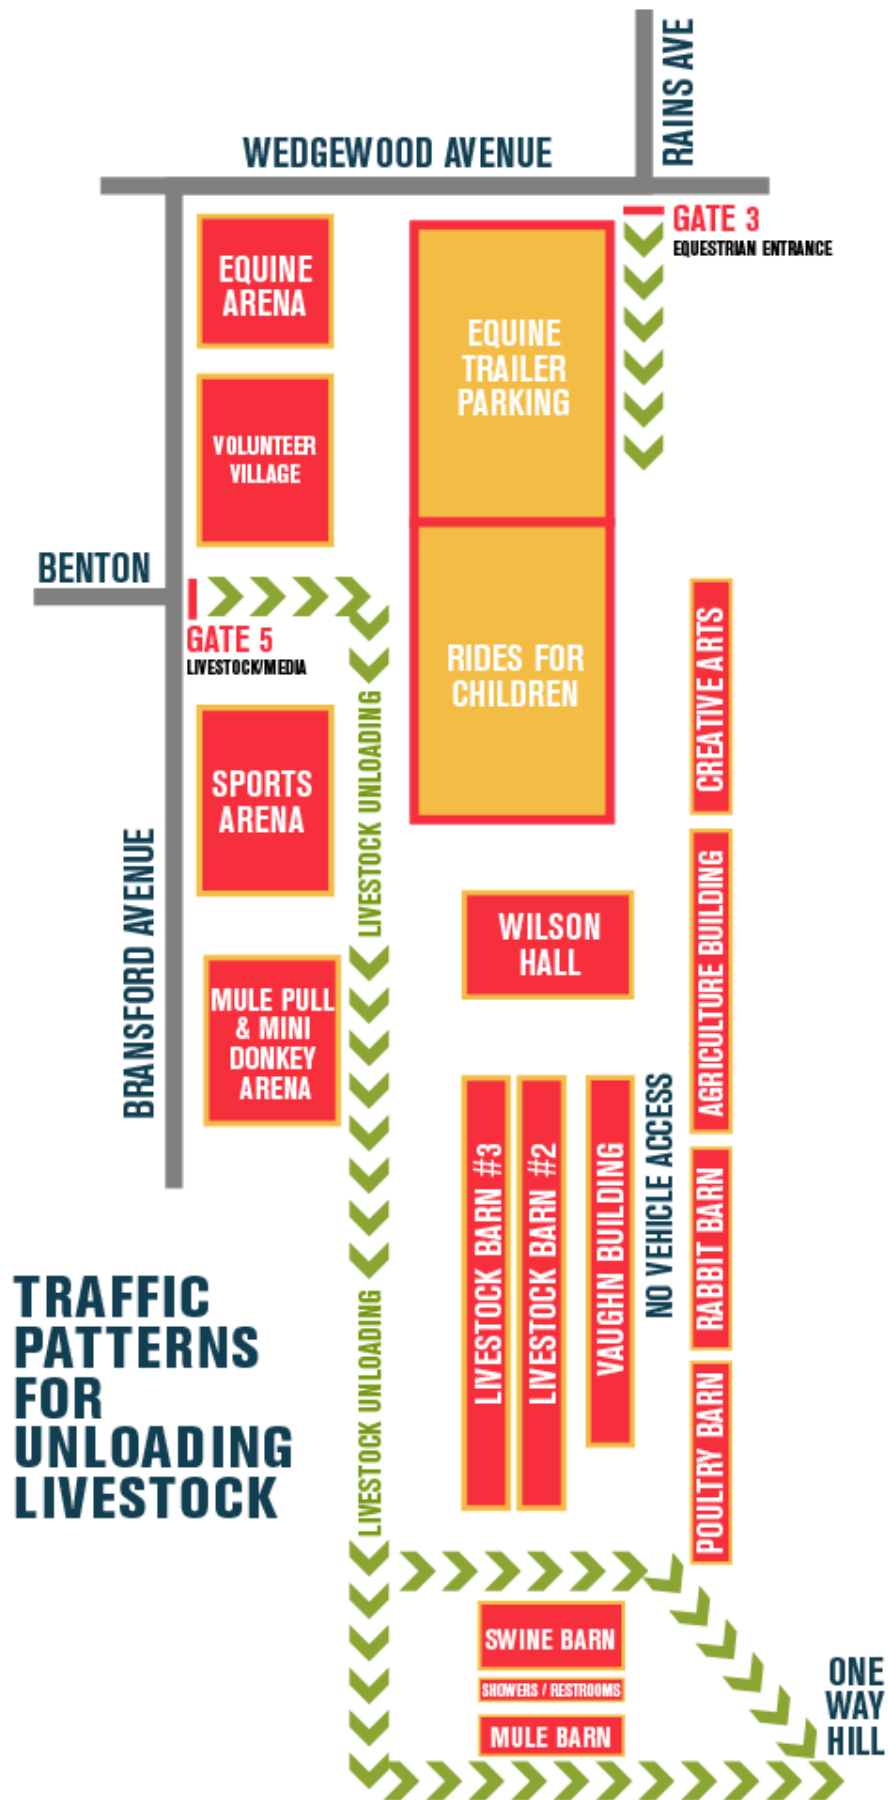 RAINS AVE
WEDGEWOOD AVENUE
GATE 3
EQUESTRIAN ENTRANCE
EQUINE
ARENA
EQUINE
TRAILER
PARKING
VOLUNTEER
VILLAGE
BENTON
GATE 5
LIVESTOCK/MEDIA
RIDES FOR
CHILDREN
CREATIVE ARTS
LIVESTOCK UNLOADING
SPORTS
ARENA
BRANSFORD AVENUE
AGRICULTURE BUILDING
WILSON
HALL
MULE PULL
& MINI
DONKEY
ARENA
LIVESTOCK BARN #3
LIVESTOCK BARN #2
VAUGHN BUILDING
NO VEHICLE ACCESS
RABBIT BARN
TRAFFIC
PATTERNS
FOR
UNLOADING
LIVESTOCK
LIVESTOCK UNLOADING
POULTRY BARN
SWINE BARN
SHOWERS / RESTROOMS
MULE BARN
ONE
WAY
HILL